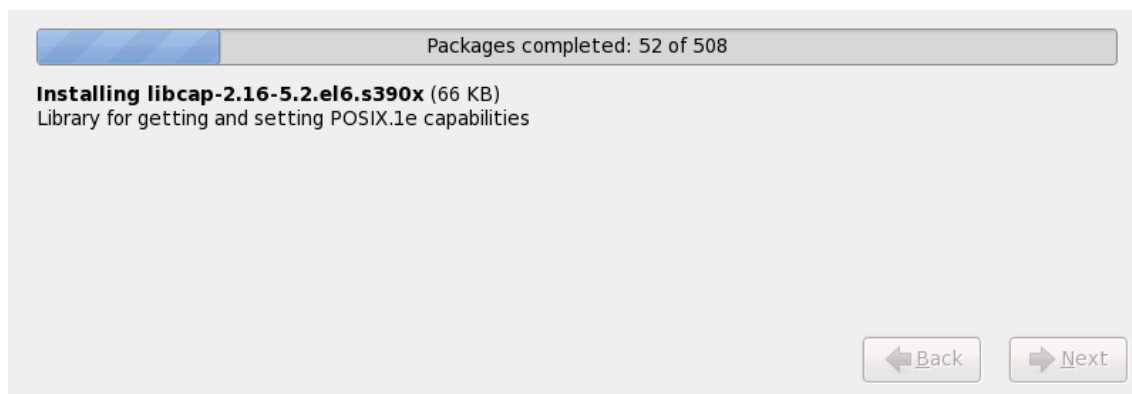 Packages completed: 52 of 508
Installing libcap-2.16-5.2.el6.s390x (66 KB)
Library for getting and setting POSIX.1e capabilities
Back
Next